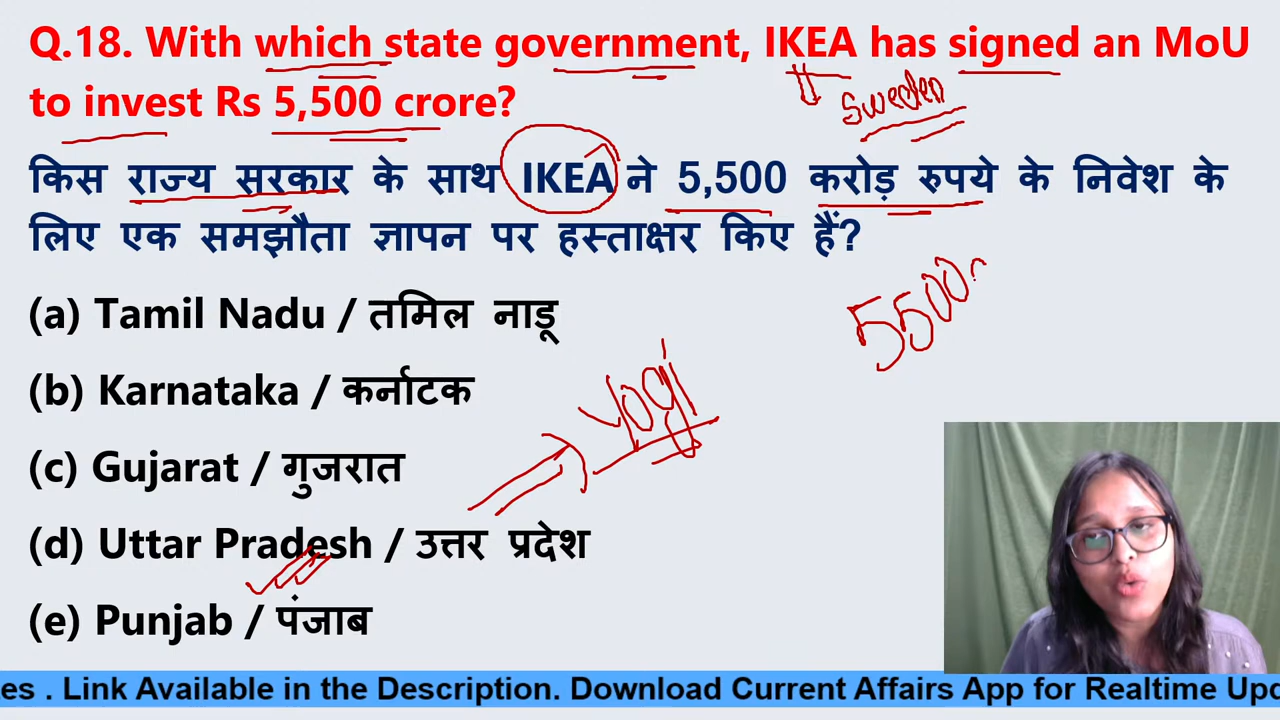 Q.18. With which state government, IKEA has signed an MoU
to invest Rs 5,500 crore?
Sweden
किस राज्य सरकार के साथ IKEA ने 5,500 करोड़ रुपये के निवेश के
लिए एक समझौता ज्ञापन पर हस्ताक्षर किए हैं?
5500
(a) Tamil Nadu / तमिल नाडू
(b) Karnataka / कर्नाटक
Yogi
(c) Gujarat / गुजरात
(d) Uttar Pradesh / उत्तर प्रदेश
(e) Punjab / पंजाब
es . Link Available in the Description. Download Current Affairs App for Realtime Upd